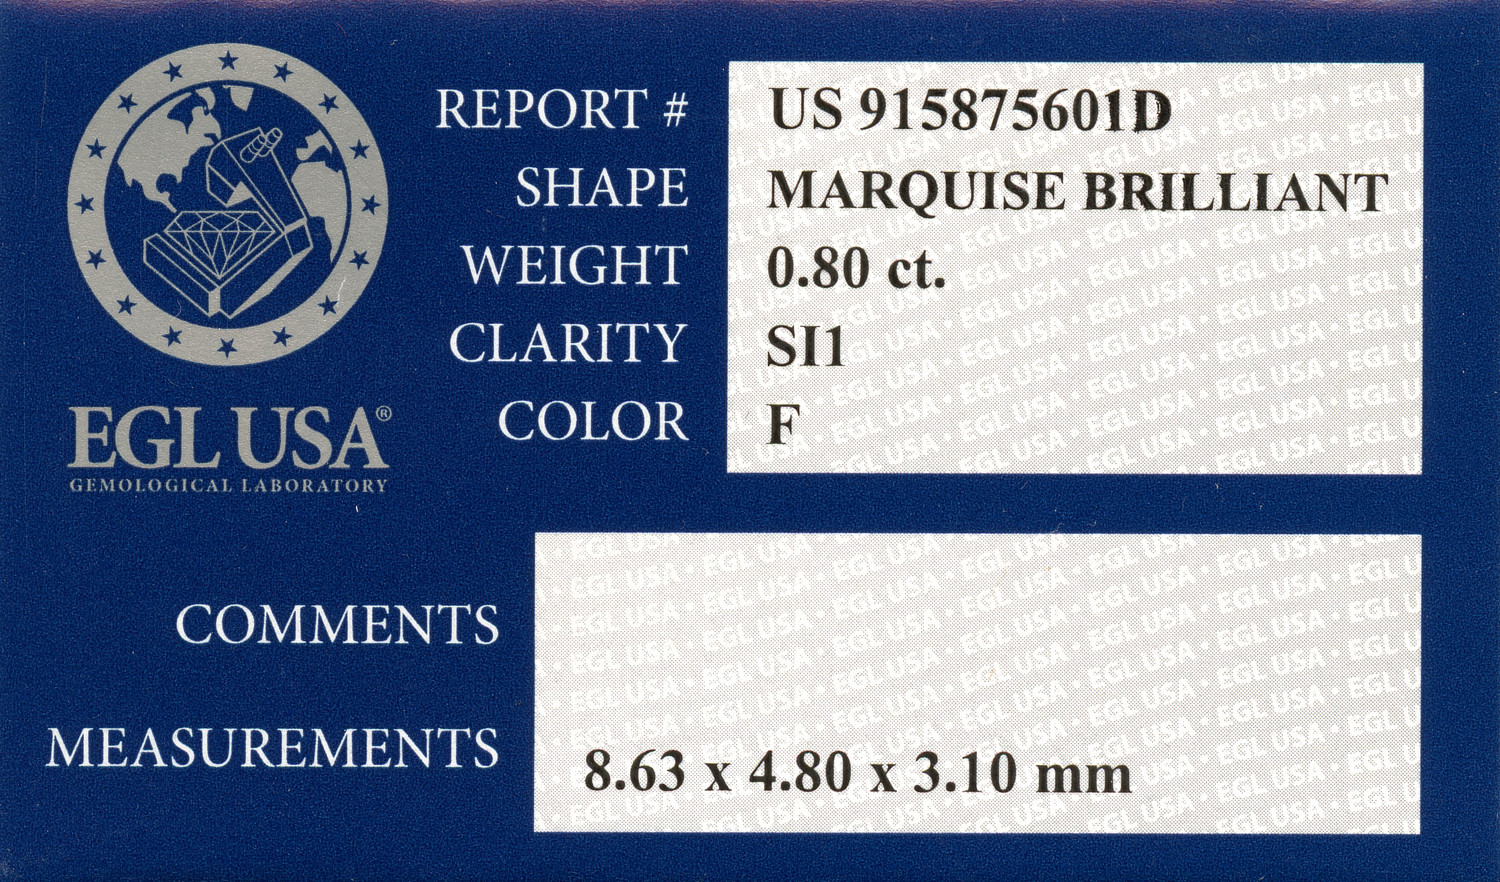 REPORT # US 915875601D
SHAPE MARQUISE BRILLIANT
WEIGHT 0.80 ct.
CLARITY SI1
COLOR F
EGL USA®
GEMOLOGICAL LABORATORY
COMMENTS
MEASUREMENTS 8.63 x 4.80 x 3.10 mm